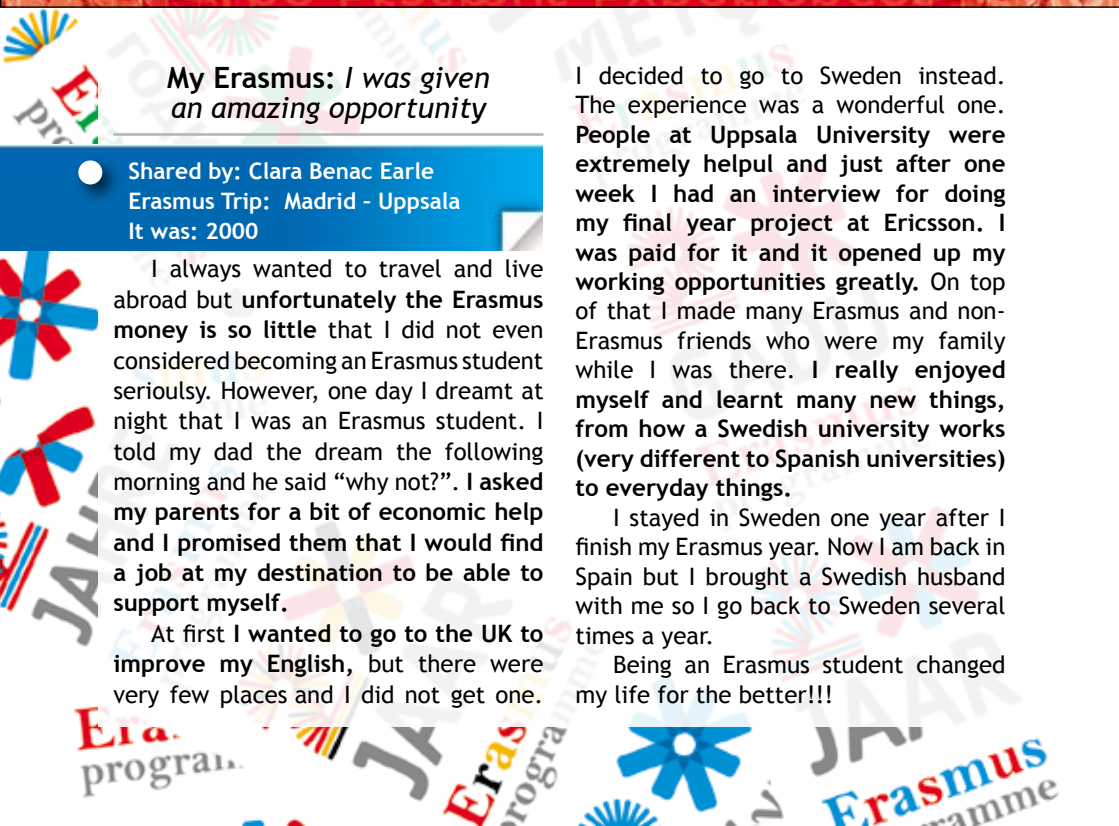 My Erasmus: I was given
an amazing opportunity
Shared by: Clara Benac Earle
Erasmus Trip: Madrid - Uppsala
It was: 2000
I always wanted to travel and live
abroad but unfortunately the Erasmus
money is so little that I did not even
considered becoming an Erasmus student
serioulsy. However, one day I dreamt at
night that I was an Erasmus student. I
told my dad the dream the following
morning and he said “why not?”. I asked
my parents for a bit of economic help
and I promised them that I would find
a job at my destination to be able to
support myself.
At first I wanted to go to the UK to
improve my English, but there were
very few places and I did not get one.
I decided to go to Sweden instead.
The experience was a wonderful one.
People at Uppsala University were
extremely helpul and just after one
week I had an interview for doing
my final year project at Ericsson. I
was paid for it and it opened up my
working opportunities greatly. On top
of that I made many Erasmus and non-
Erasmus friends who were my family
while I was there. I really enjoyed
myself and learnt many new things,
from how a Swedish university works
(very different to Spanish universities)
to everyday things.
I stayed in Sweden one year after I
finish my Erasmus year. Now I am back in
Spain but I brought a Swedish husband
with me so I go back to Sweden several
times a year.
Being an Erasmus student changed
my life for the better!!!
JAHRE
JAAR
Erasmus